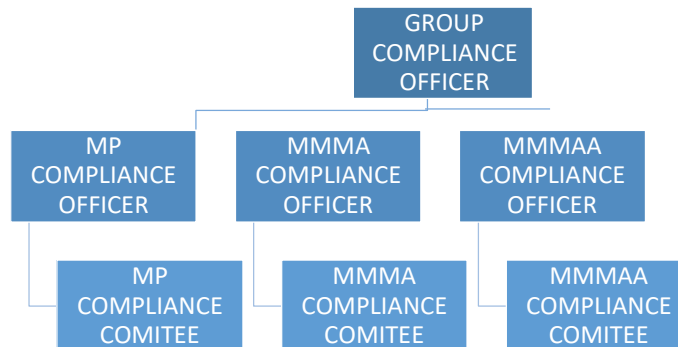 GROUP
COMPLIANCE
OFFICER
MP
COMPLIANCE
OFFICER
MMMA
COMPLIANCE
OFFICER
MMMAA
COMPLIANCE
OFFICER
MP
COMPLIANCE
COMITEE
MMMA
COMPLIANCE
COMITEE
MMMAA
COMPLIANCE
COMITEE